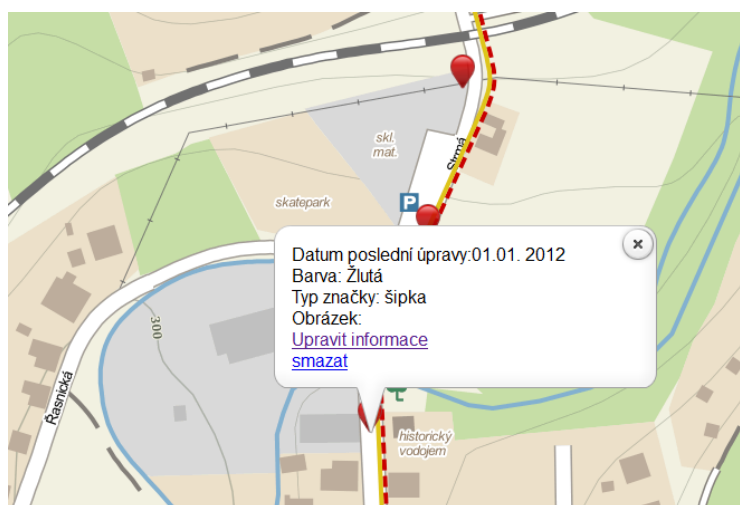 Strmá
skl.
mat.
skatepark
P
Datum poslední úpravy:01.01. 2012
Barva: Žlutá
Typ značky: šipka
Obrázek:
Upravit informace
smazat
300
Řasnická
historický
vodojem